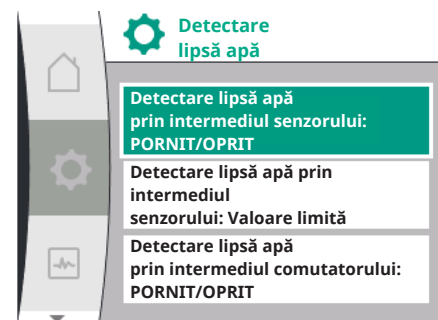 Detectare
lipsă apă
Detectare lipsă apă
prin intermediul senzorului:
PORNIT/OPRIT
Detectare lipsă apă prin
intermediul
senzorului: Valoare limită
Detectare lipsă apă
prin intermediul comutatorului:
PORNIT/OPRIT